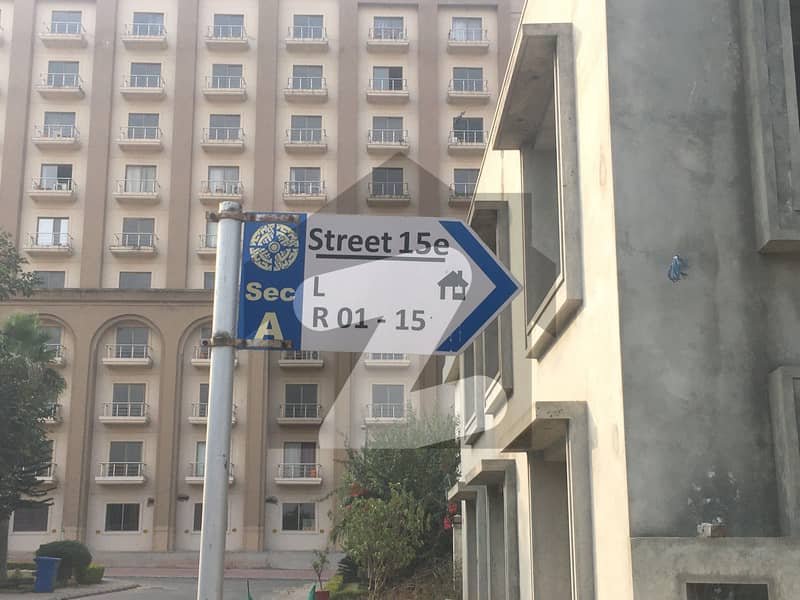 Street 15e
Sec L
A R 01 - 15